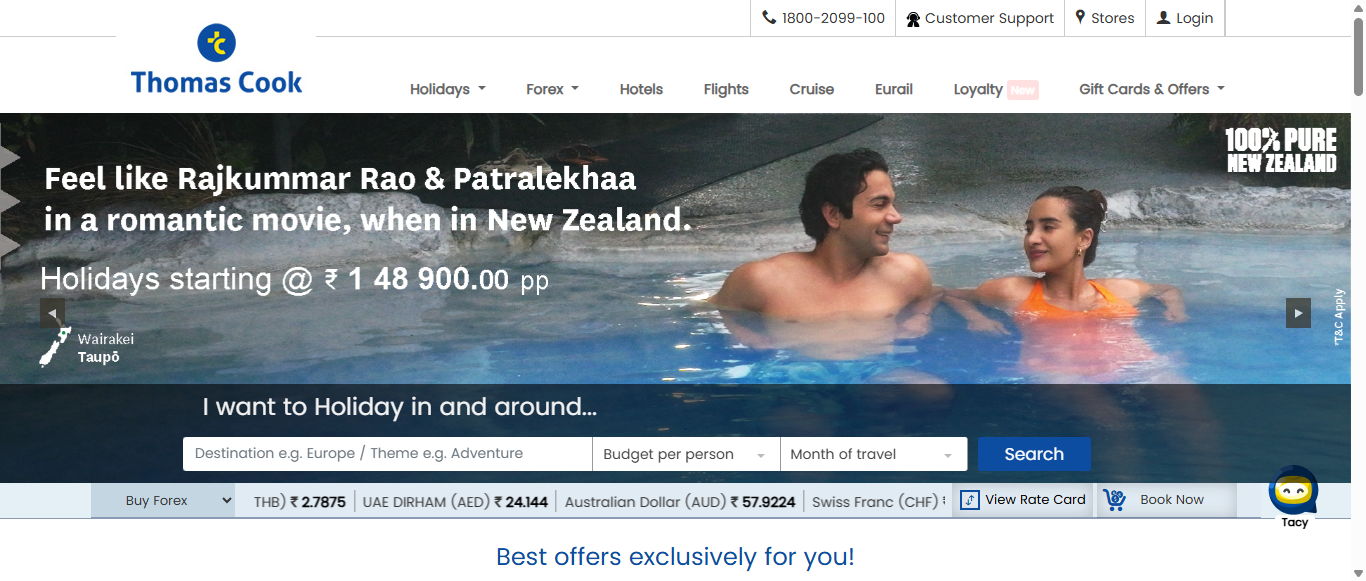 1800-2099-100 Customer Support Stores Login
Thomas Cook
Holidays Forex Hotels Flights Cruise Eurail Loyalty New Gift Cards & Offers
100% PURE
NEW ZEALAND
Feel like Rajkummar Rao & Patralekhaa
in a romantic movie, when in New Zealand.
Holidays starting @ ₹ 1 48 900.00 pp
Wairakei
Taupō
*T&C Apply
I want to Holiday in and around...
Destination e.g. Europe / Theme e.g. Adventure Budget per person Month of travel Search
Buy Forex THB) ₹ 2.7875 UAE DIRHAM (AED) ₹ 24.144 Australian Dollar (AUD) ₹ 57.9224 Swiss Franc (CHF) View Rate Card Book Now
Tacy
Best offers exclusively for you!